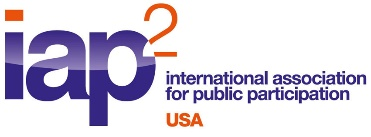 iap2
international association
for public participation
USA